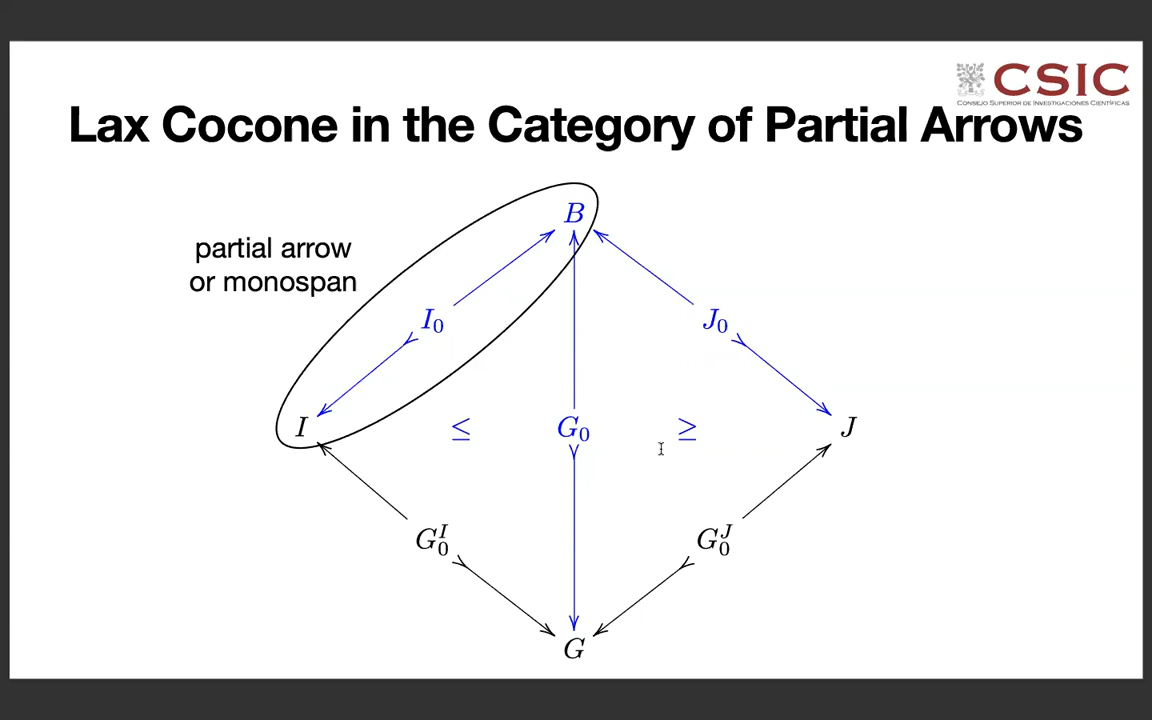 CSIC
CONSEJO SUPERIOR DE INVESTIGACIONES CIENTÍFICAS
Lax Cocone in the Category of Partial Arrows
B
partial arrow
or monospan
I₀
J₀
I
≤
G₀
≥
J
G₀ᴵ
G₀ᴶ
G